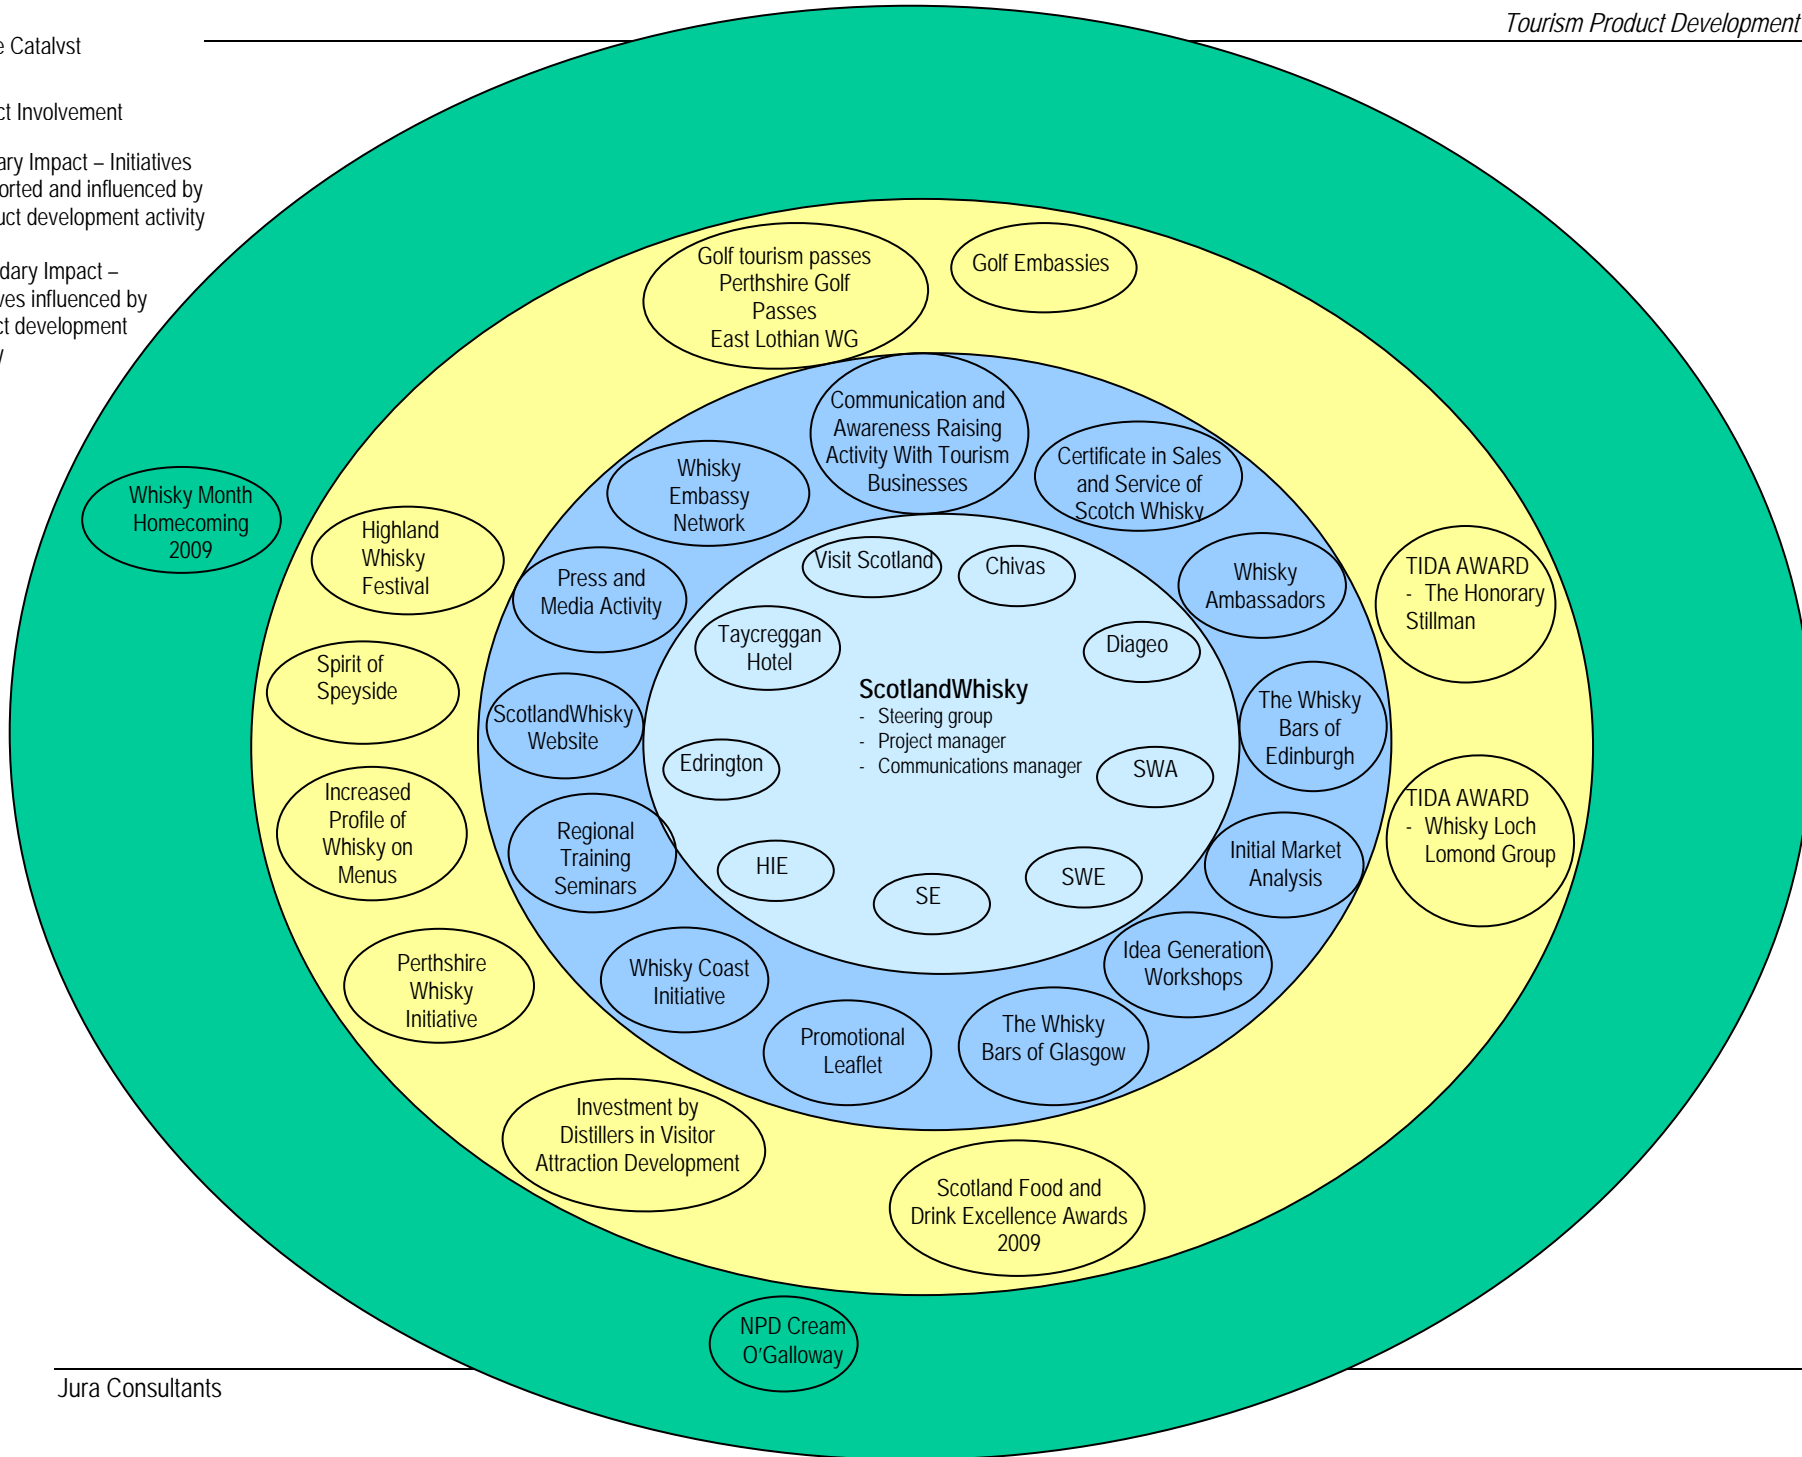 Tourism Product Development
e Catalyst
ct Involvement
ary Impact – Initiatives
orted and influenced by
uct development activity
dary Impact –
ves influenced by
ct development
y
Golf tourism passes
Perthshire Golf
Passes
East Lothian WG
Golf Embassies
Communication and
Awareness Raising
Activity With Tourism
Businesses
Certificate in Sales
and Service of
Scotch Whisky
Whisky
Embassy
Network
Whisky Month
Homecoming
2009
Highland
Whisky
Festival
Press and
Media Activity
Visit Scotland
Chivas
Whisky
Ambassadors
TIDA AWARD
- The Honorary
Stillman
Taycreggan
Hotel
Diageo
Spirit of
Speyside
ScotlandWhisky
Website
ScotlandWhisky
- Steering group
- Project manager
- Communications manager
The Whisky
Bars of
Edinburgh
Edrington
SWA
Increased
Profile of
Whisky on
Menus
Regional
Training
Seminars
HIE
SE
SWE
Initial Market
Analysis
TIDA AWARD
- Whisky Loch
Lomond Group
Perthshire
Whisky
Initiative
Whisky Coast
Initiative
Promotional
Leaflet
The Whisky
Bars of Glasgow
Idea Generation
Workshops
Investment by
Distillers in Visitor
Attraction Development
Scotland Food and
Drink Excellence Awards
2009
NPD Cream
O'Galloway
Jura Consultants